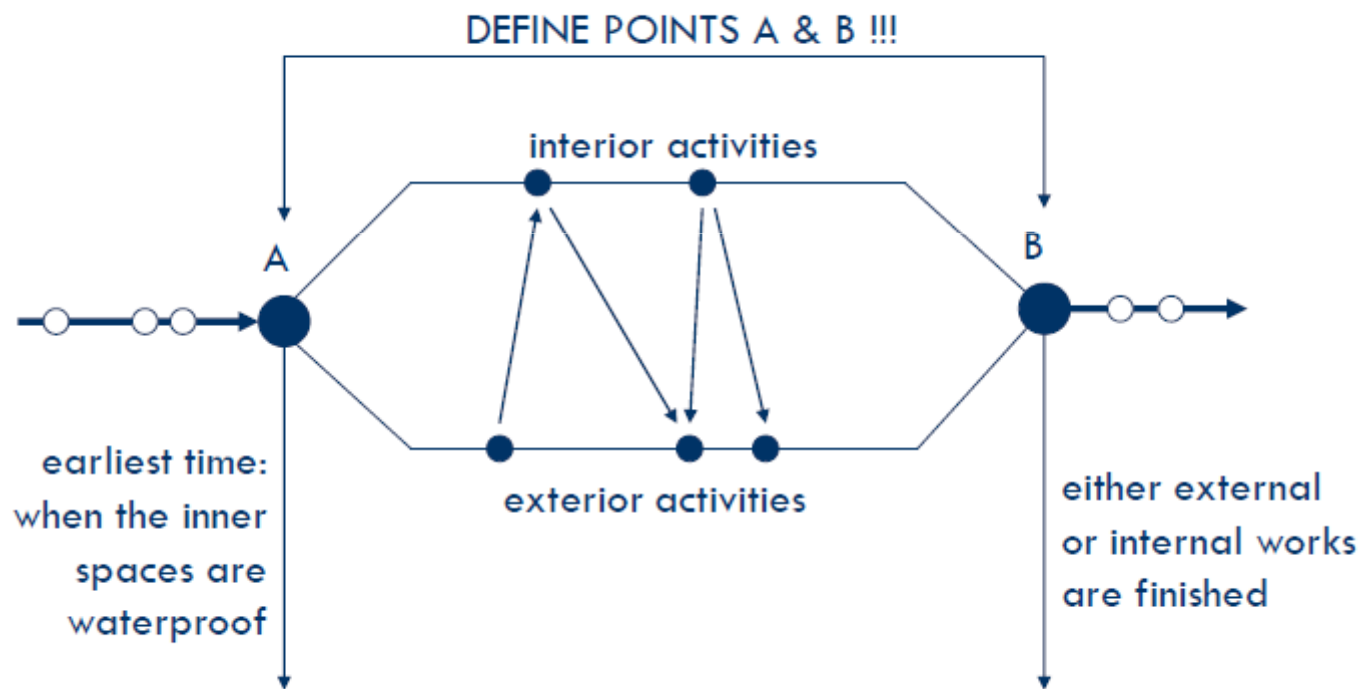 DEFINE POINTS A & B !!!
interior activities
A
B
earliest time:
when the inner
spaces are
waterproof
exterior activities
either external
or internal works
are finished